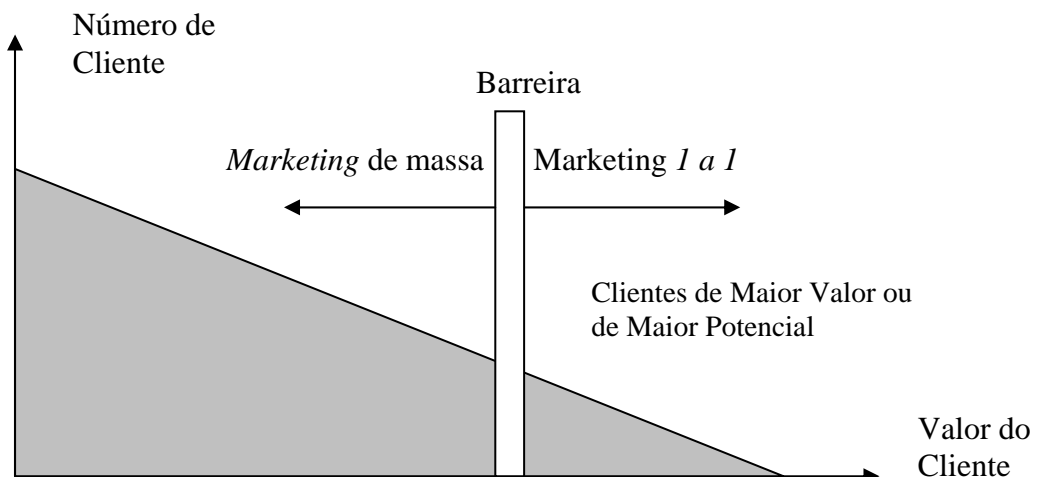 Número de
Cliente
Barreira
Marketing de massa
Marketing 1 a 1
Clientes de Maior Valor ou
de Maior Potencial
Valor do
Cliente